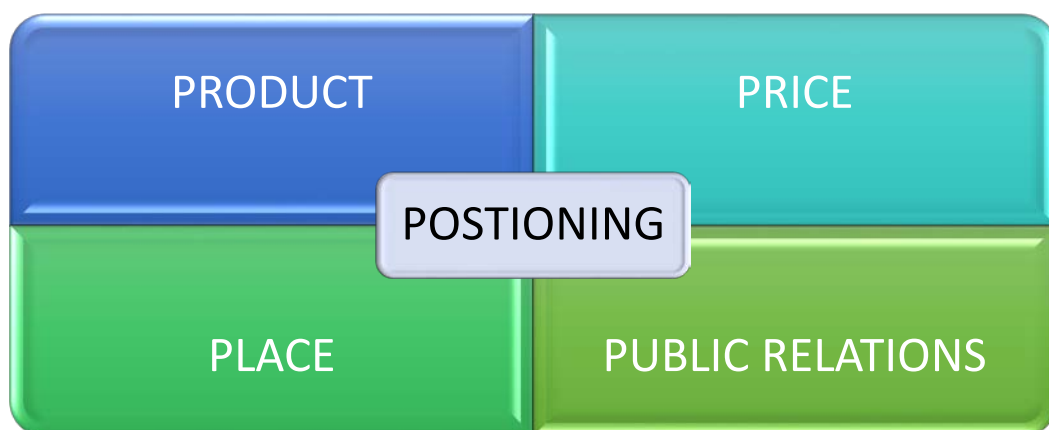 PRODUCT
PRICE
POSTIONING
PLACE
PUBLIC RELATIONS